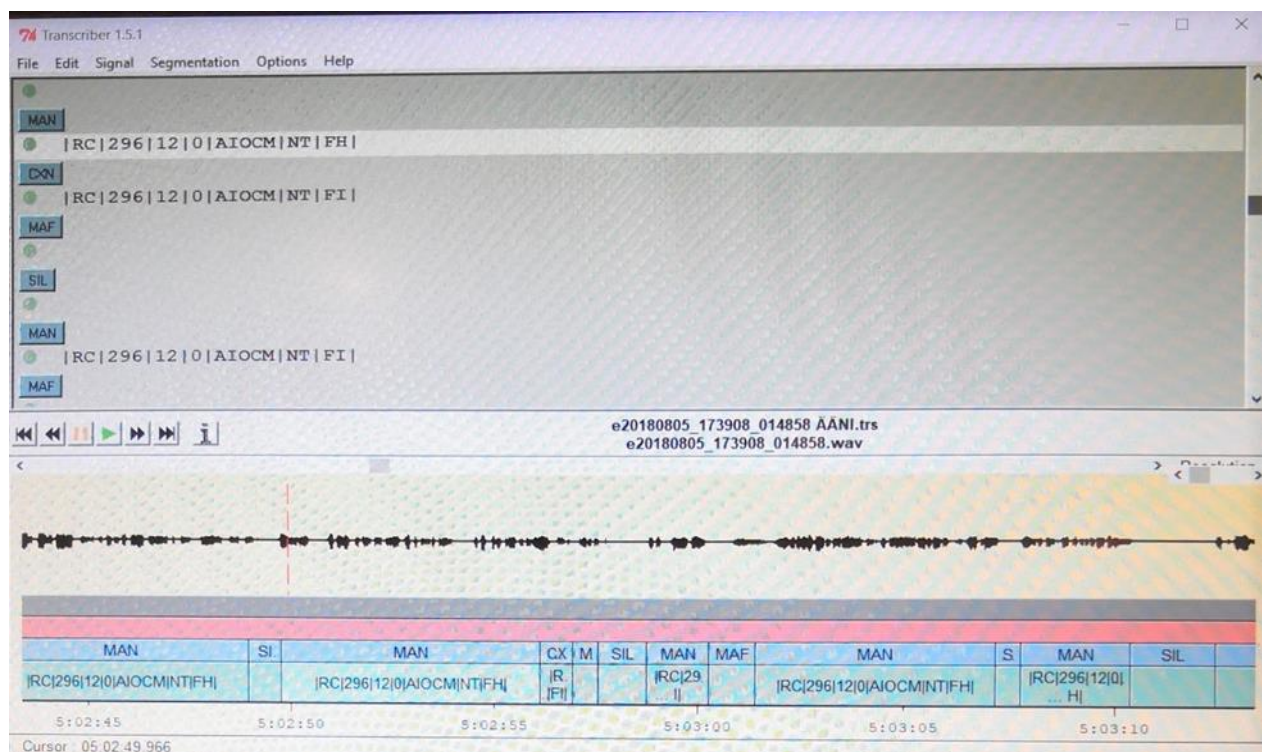 Transcriber 1.5.1
File Edit Signal Segmentation Options Help
MAN
|RC|296|12|0|AIOCM|NT|FH|
CXN
|RC|296|12|0|AIOCM|NT|FI|
MAF
SIL
MAN
|RC|296|12|0|AIOCM|NT|FI|
MAF
i
e20180805_173908_014858 ÄÄNI.trs
e20180805_173908_014858.wav
MAN SI. MAN CX M SIL MAN MAF MAN S MAN SIL
|RC|296|12|0|AIOCM|NT|FH| |RC|296|12|0|AIOCM|NT|FH| |R. |RC|29. |RC|296|12|0|AIOCM|NT|FH| |RC|296|12|0|
|FI| ... I| ... H|
5:02:45 5:02:50 5:02:55 5:03:00 5:03:05 5:03:10
Cursor : 05:02:49.966